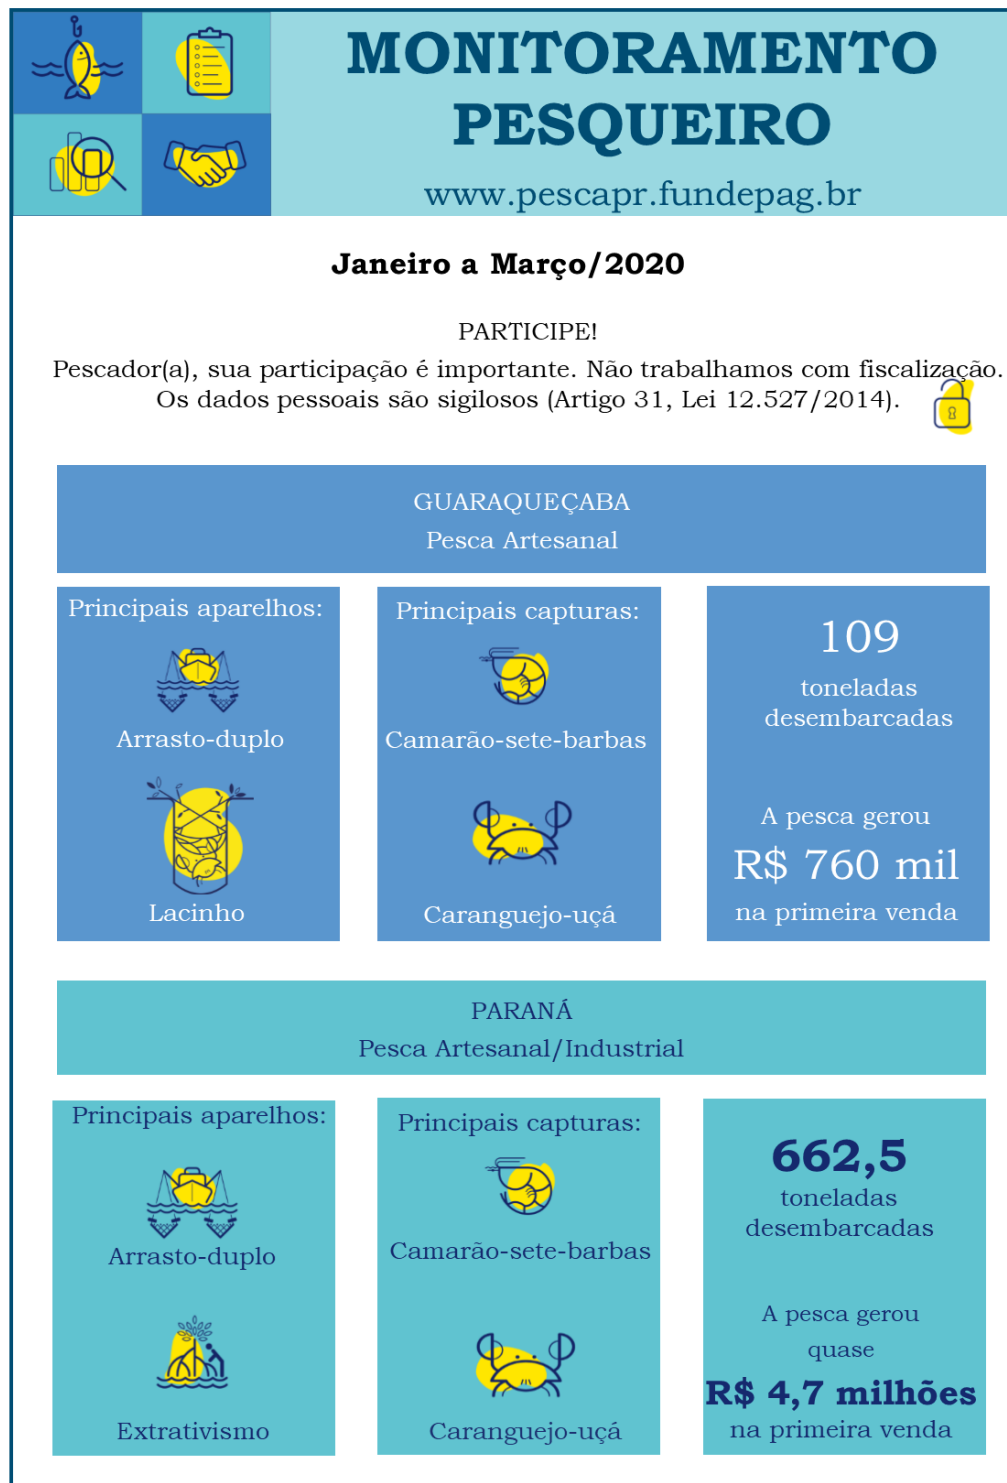 MONITORAMENTO
PESQUEIRO
www.pescapr.fundepag.br
Janeiro a Março/2020
PARTICIPE!
Pescador(a), sua participação é importante. Não trabalhamos com fiscalização.
Os dados pessoais são sigilosos (Artigo 31, Lei 12.527/2014).
GUARAQUEÇABA
Pesca Artesanal
Principais aparelhos:
Arrasto-duplo
Lacinho
Principais capturas:
Camarão-sete-barbas
Caranguejo-uçá
109
toneladas
desembarcadas
A pesca gerou
R$ 760 mil
na primeira venda
PARANÁ
Pesca Artesanal/Industrial
Principais aparelhos:
Arrasto-duplo
Extrativismo
Principais capturas:
Camarão-sete-barbas
Caranguejo-uçá
662,5
toneladas
desembarcadas
A pesca gerou
quase
R$ 4,7 milhões
na primeira venda